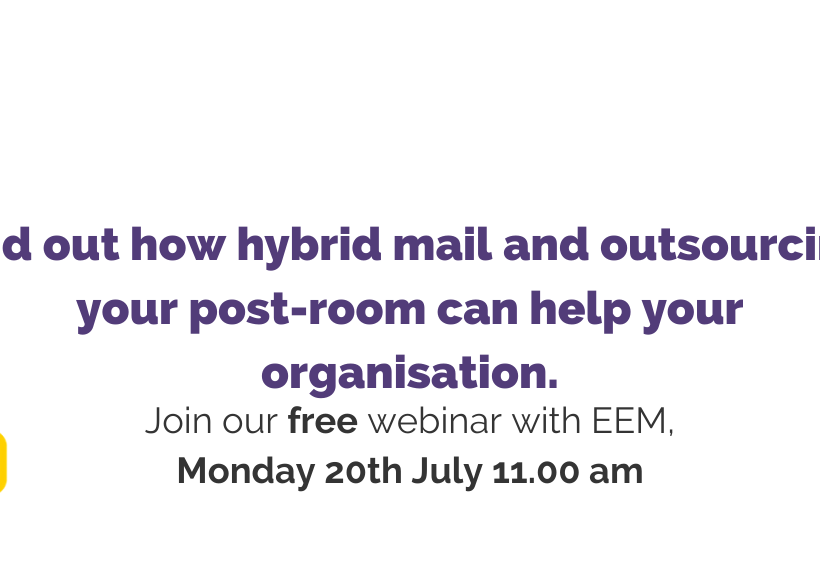 d out how hybrid mail and outsourci
your post-room can help your
organisation.
Join our free webinar with EEM,
Monday 20th July 11.00 am